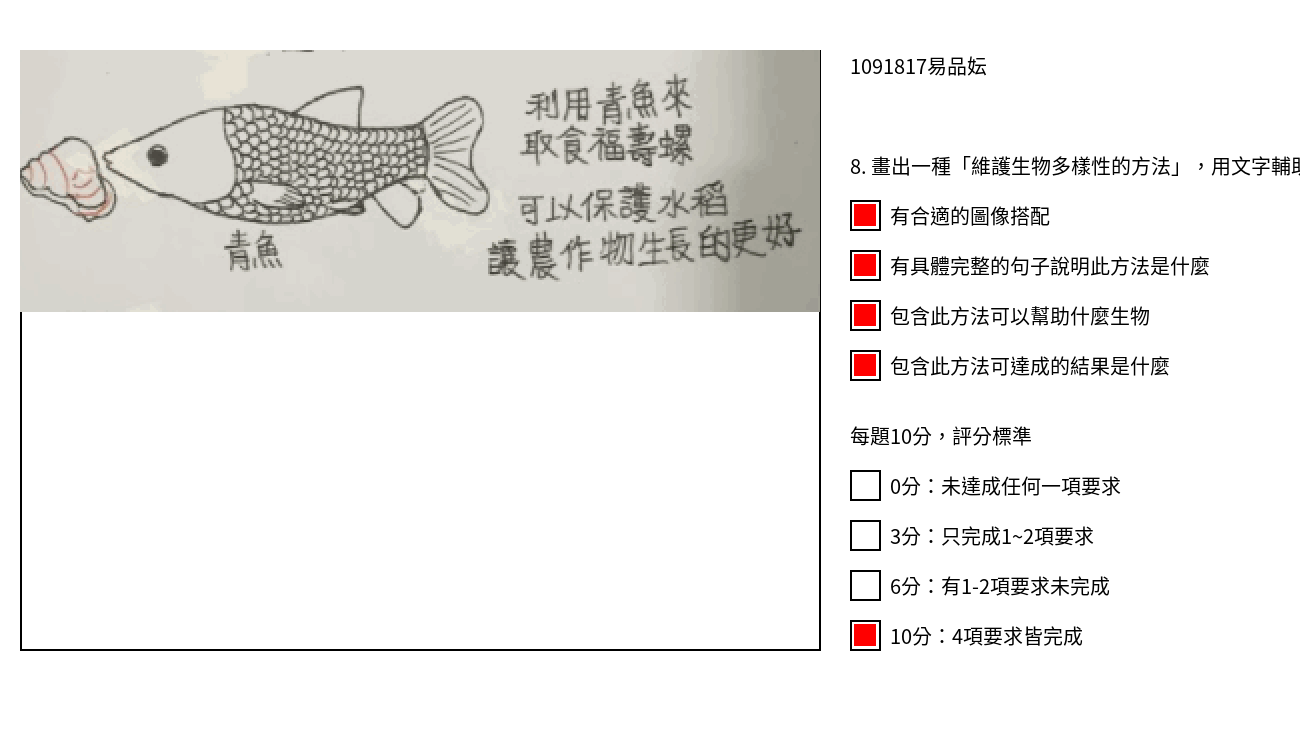 利用青魚來
取食福壽螺
可以保護水稻
讓農作物生長的更好
青魚
1091817易品妘
8. 畫出一種「維護生物多樣性的方法」，用文字輔
有合適的圖像搭配
有具體完整的句子說明此方法是什麼
包含此方法可以幫助什麼生物
包含此方法可達成的結果是什麼
每題10分，評分標準
0分：未達成任何一項要求
3分：只完成1~2項要求
6分：有1-2項要求未完成
10分：4項要求皆完成